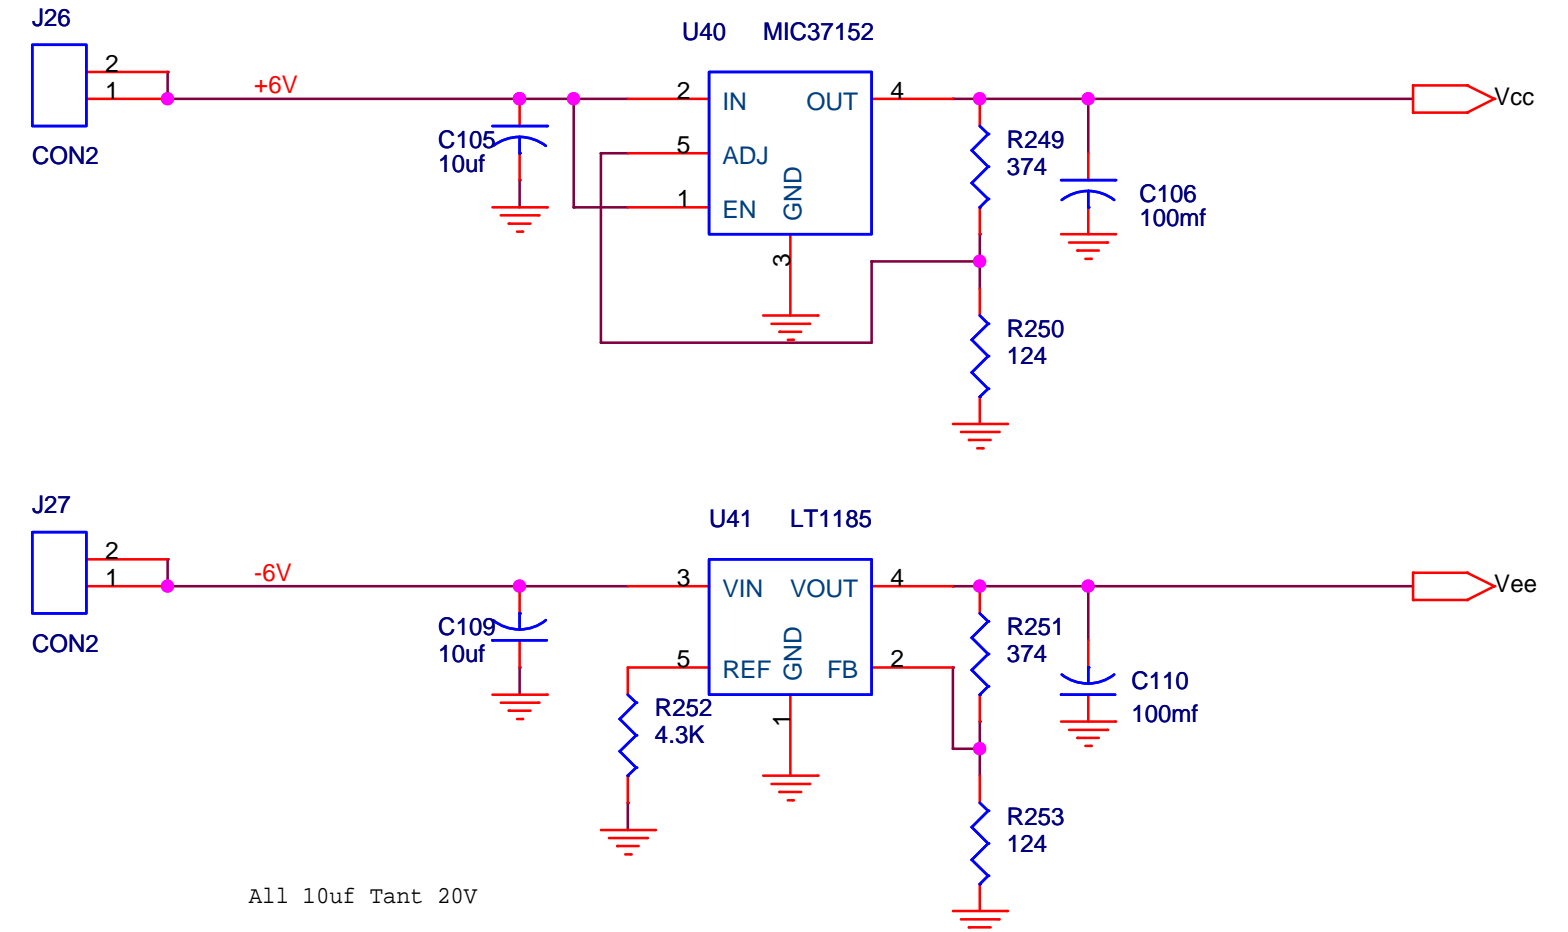 J26
U40 MIC37152
2
1
+6V
2 IN OUT 4
Vcc
C105
10uf
5 ADJ
R249
374
CON2
1 EN GND
C106
100mf
3
R250
124
J27
U41 LT1185
2
1
-6V
3 VIN VOUT 4
Vee
C109
10uf
R251
374
CON2
5 REF GND FB 2
C110
100mf
R252
4.3K
1
R253
124
All 10uf Tant 20V